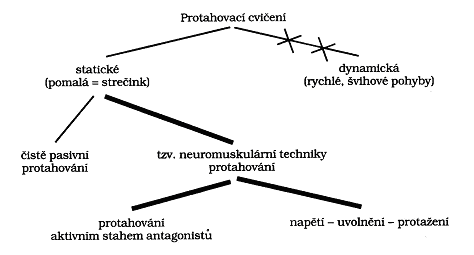 Protahovací cvičení
statické
(pomalá = strečink)
dynamická
(rychlé, švihové pohyby)
čistě pasivní
protahování
tzv. neuromuskulární techniky
protahování
protahování
aktivním stahem antagonistů
napětí – uvolnění – protažení